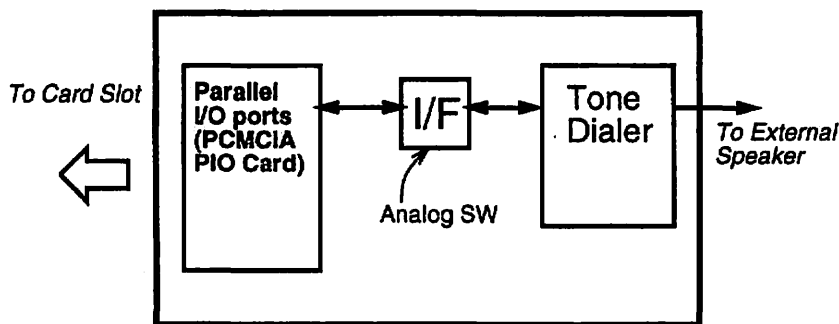 To Card Slot
Parallel
I/O ports
(PCMCIA
PIO Card)
I/F
Analog SW
Tone
Dialer
To External
Speaker